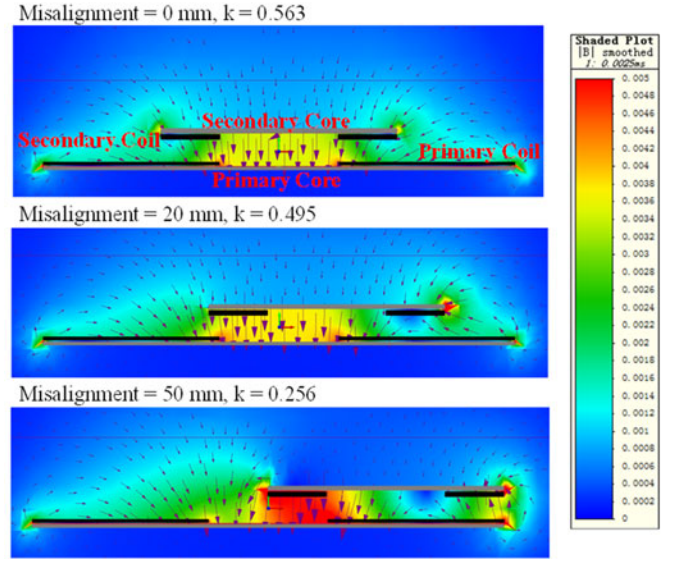 Misalignment = 0 mm, k = 0.563
Secondary Core
Secondary Coil
Primary Coil
Primary Core
Misalignment = 20 mm, k = 0.495
Misalignment = 50 mm, k = 0.256
Shaded Plot
|B| smoothed
1: 0.0025ms
0.005
0.0048
0.0046
0.0044
0.0042
0.004
0.0038
0.0036
0.0034
0.0032
0.003
0.0028
0.0026
0.0024
0.0022
0.002
0.0018
0.0016
0.0014
0.0012
0.001
0.0008
0.0006
0.0004
0.0002
0